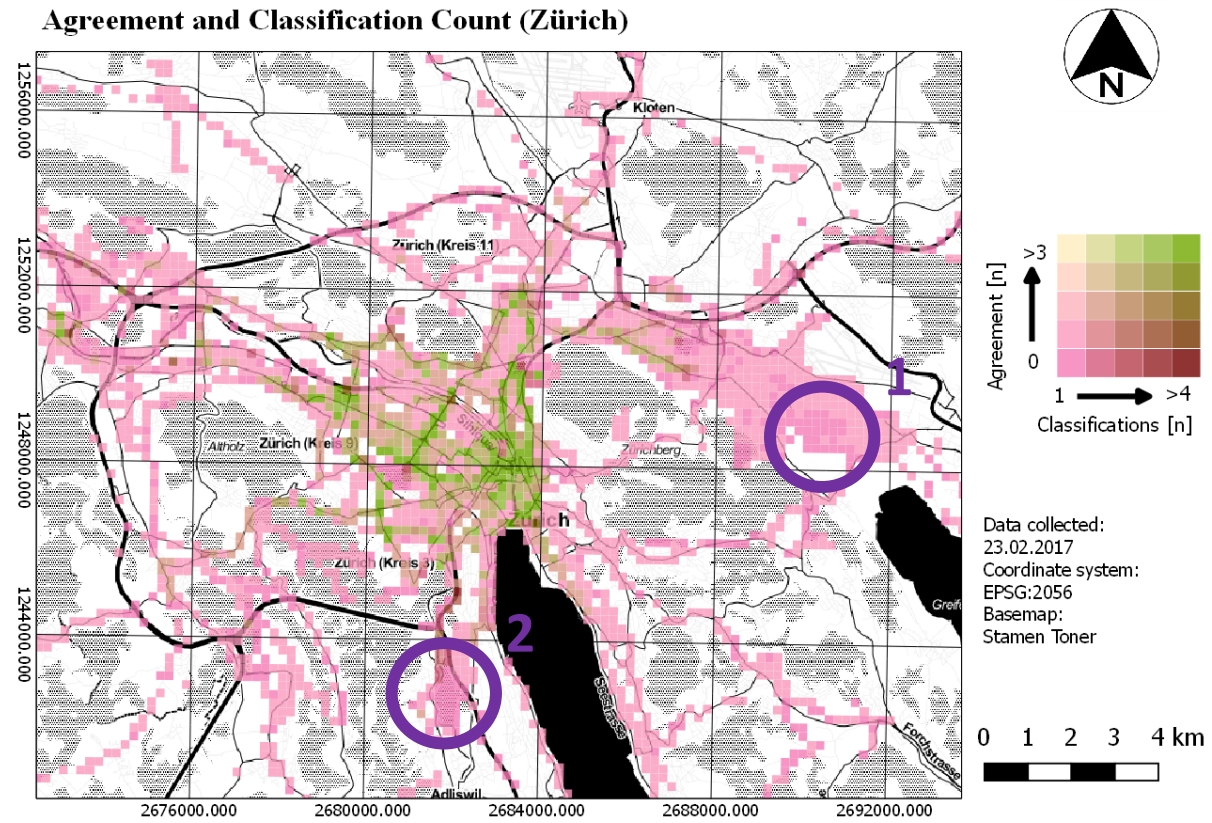 Agreement and Classification Count (Zürich)
N
1256000.000
1252000.000
1248000.000
1244000.000
Kloten
Zürich (Kreis 11
1
Altholz
Zürich (Kreis 9)
Zürichberg
Zürich
Zürich (Kreis 3)
2
Seestrasse
Forchstrasse
Adliswil
2676000.000
2680000.000
2684000.000
2688000.000
2692000.000
>3
Agreement [n]
0
1
>4
Classifications [n]
Data collected:
23.02.2017
Coordinate system:
EPSG:2056
Basemap:
Stamen Toner
0 1 2 3 4 km